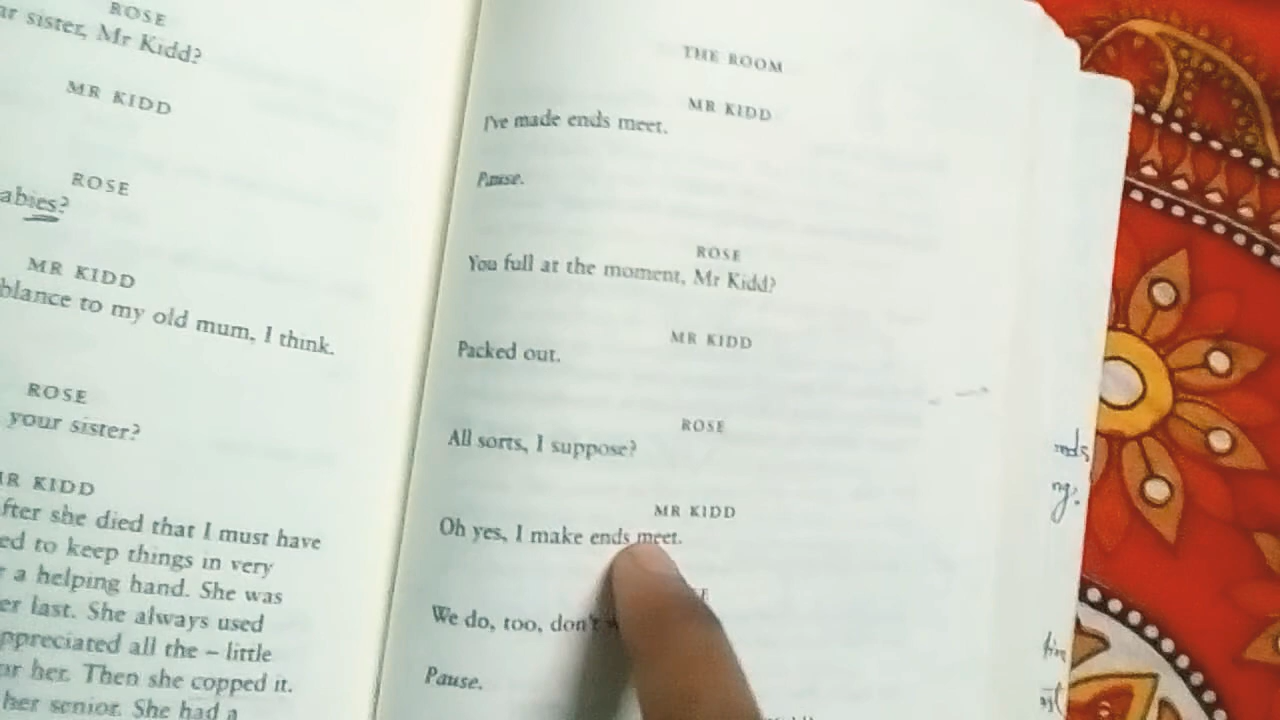 ROSE
sister, Mr Kidd?
MR KIDD
ROSE
abies?
MR KIDD
blance to my old mum, I think.
ROSE
your sister?
MR KIDD
fter she died that I must have
ed to keep things in very
a helping hand. She was
er last. She always used
ppreciated all the – little
her. Then she copped it.
her senior. She had a
THE ROOM
MR KIDD
I've made ends meet.
Pause.
ROSE
You full at the moment, Mr Kidd?
MR KIDD
Packed out.
ROSE
All sorts, I suppose?
MR KIDD
Oh yes, I make ends meet.
We do, too, don't
Pause.